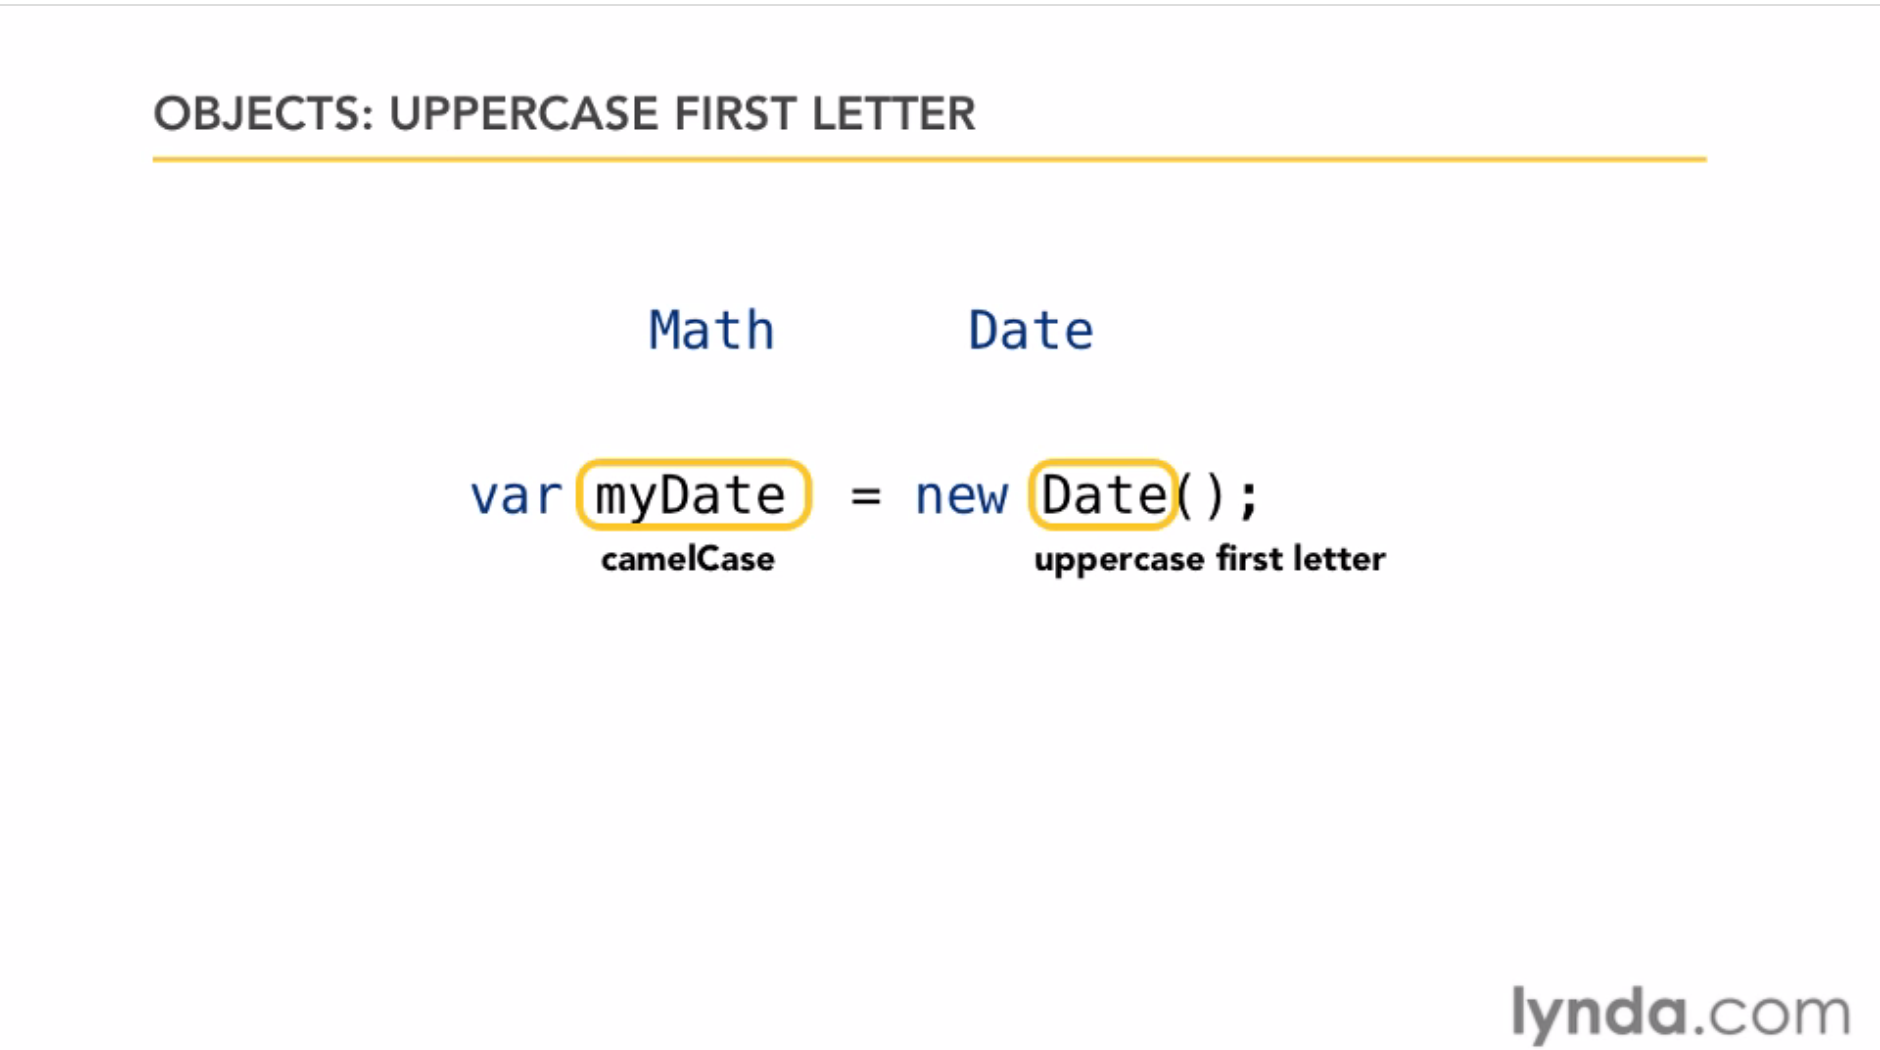 OBJECTS: UPPERCASE FIRST LETTER
Math Date
var myDate = new Date();
camelCase uppercase first letter
lynda.com